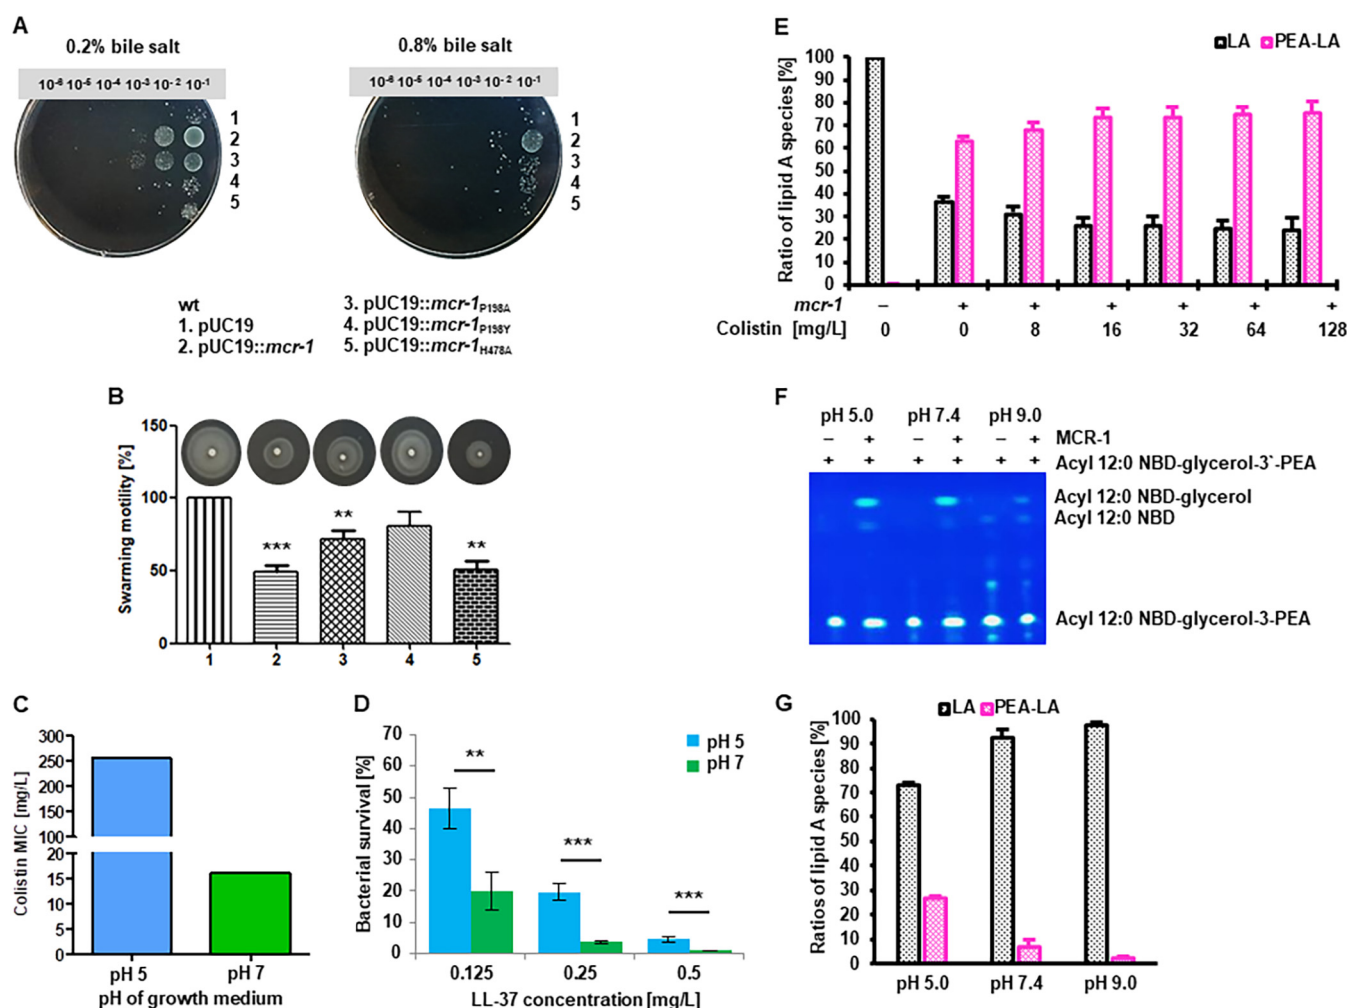 A
0.2% bile salt
0.8% bile salt
10⁻⁶ 10⁻⁵ 10⁻⁴ 10⁻³ 10⁻² 10⁻¹
10⁻⁶ 10⁻⁵ 10⁻⁴ 10⁻³ 10⁻² 10⁻¹
1
2
3
4
5
1
2
3
4
5
wt
1. pUC19
2. pUC19::mcr-1
3. pUC19::mcr-1P198A
4. pUC19::mcr-1P198Y
5. pUC19::mcr-1H478A
B
Swarming motility [%]
150
100
50
0
***
**
**
1 2 3 4 5
C
Colistin MIC [mg/L]
300
250
200
150
100
20
15
10
5
0
pH 5 pH 7
pH of growth medium
D
Bacterial survival [%]
70
60
50
40
30
20
10
0
pH 5
pH 7
**
***
***
0.125 0.25 0.5
LL-37 concentration [mg/L]
E
LA PEA-LA
Ratio of lipid A species [%]
100
90
80
70
60
50
40
30
20
10
0
mcr-1 – + + + + + +
Colistin [mg/L] 0 0 8 16 32 64 128
F
pH 5.0 pH 7.4 pH 9.0
– + – + – + MCR-1
+ + + + + + Acyl 12:0 NBD-glycerol-3`-PEA
Acyl 12:0 NBD-glycerol
Acyl 12:0 NBD
Acyl 12:0 NBD-glycerol-3-PEA
G
LA PEA-LA
Ratios of lipid A species [%]
100
90
80
70
60
50
40
30
20
10
0
pH 5.0 pH 7.4 pH 9.0